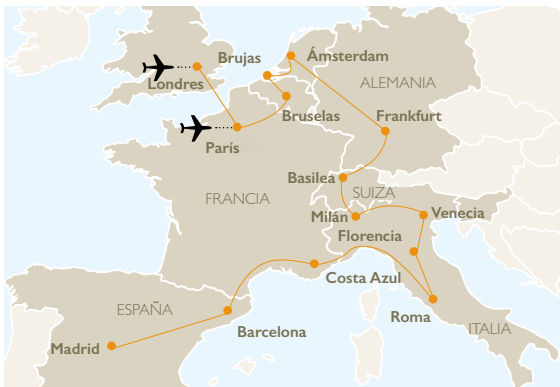 Brujas
Ámsterdam
Londres
ALEMANIA
Bruselas
Frankfurt
París
Basilea
FRANCIA
SUIZA
Milán
Venecia
Florencia
Costa Azul
ESPAÑA
Roma
Barcelona
ITALIA
Madrid